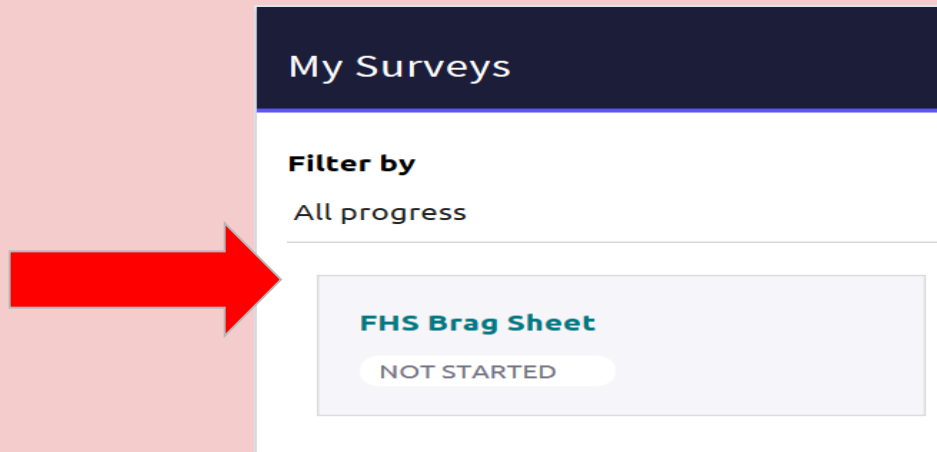 My Surveys
Filter by
All progress
FHS Brag Sheet
NOT STARTED